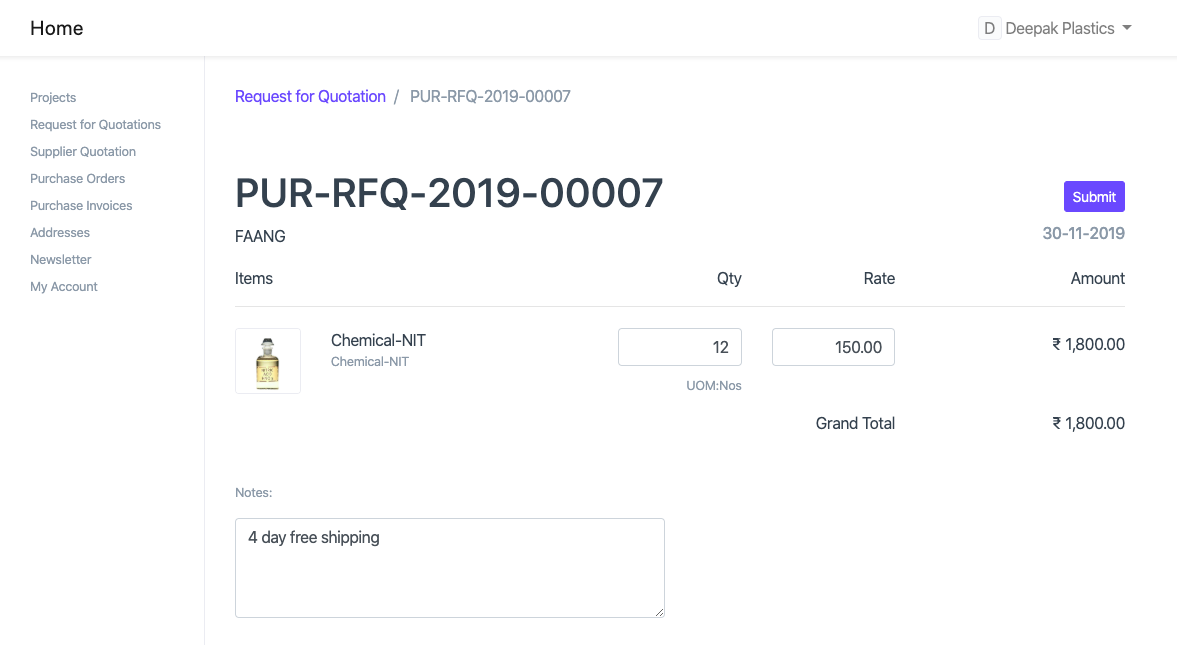 Home
D Deepak Plastics
Projects
Request for Quotations
Supplier Quotation
Purchase Orders
Purchase Invoices
Addresses
Newsletter
My Account
Request for Quotation / PUR-RFQ-2019-00007
PUR-RFQ-2019-00007
Submit
FAANG
30-11-2019
Items Qty Rate Amount
Chemical-NIT 12 150.00 ₹ 1,800.00
Chemical-NIT
UOM:Nos
Grand Total ₹ 1,800.00
Notes:
4 day free shipping